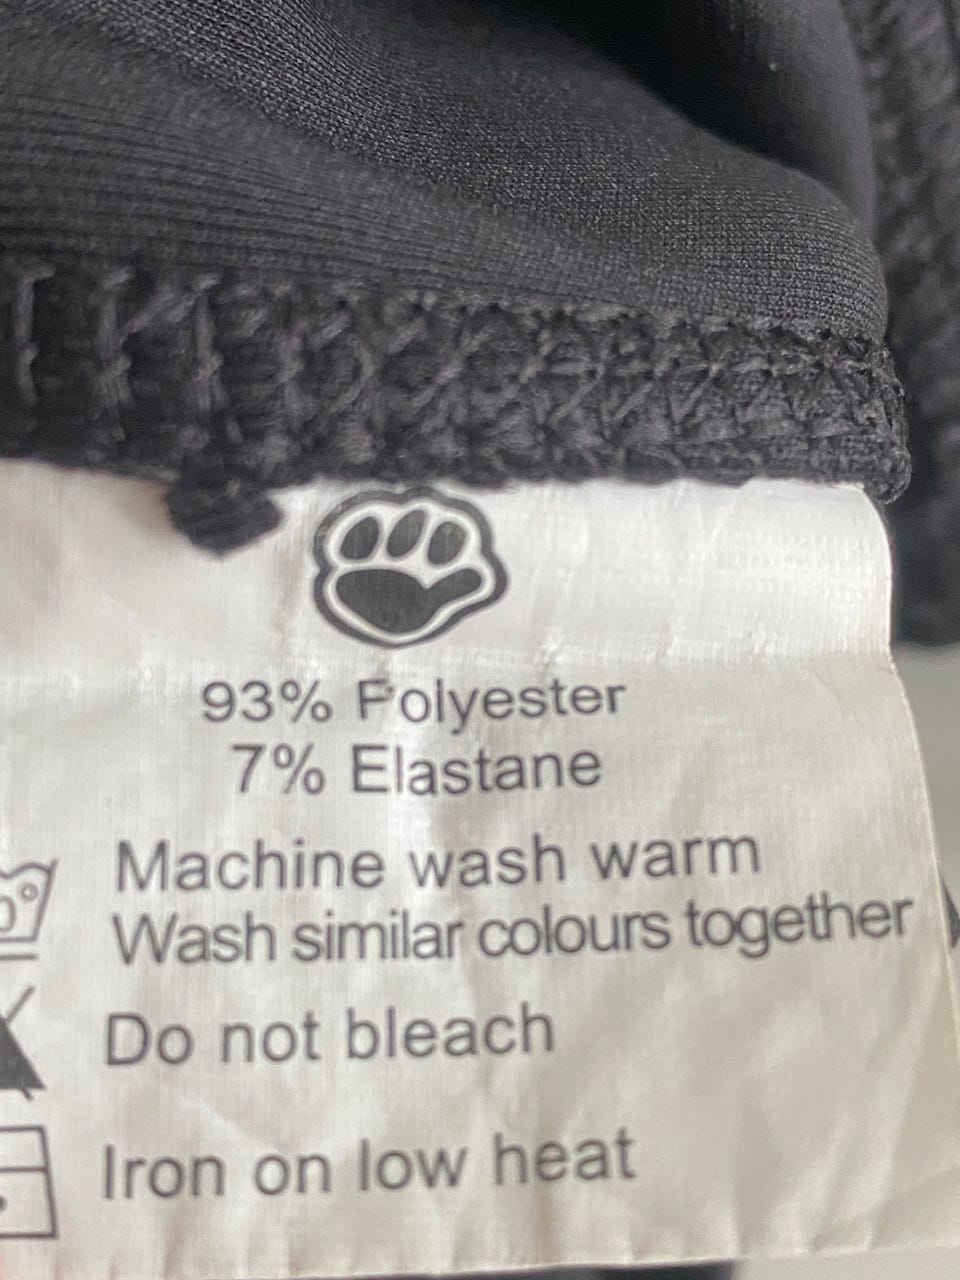 93% Polyester
7% Elastane
Machine wash warm
Wash similar colours together
Do not bleach
Iron on low heat